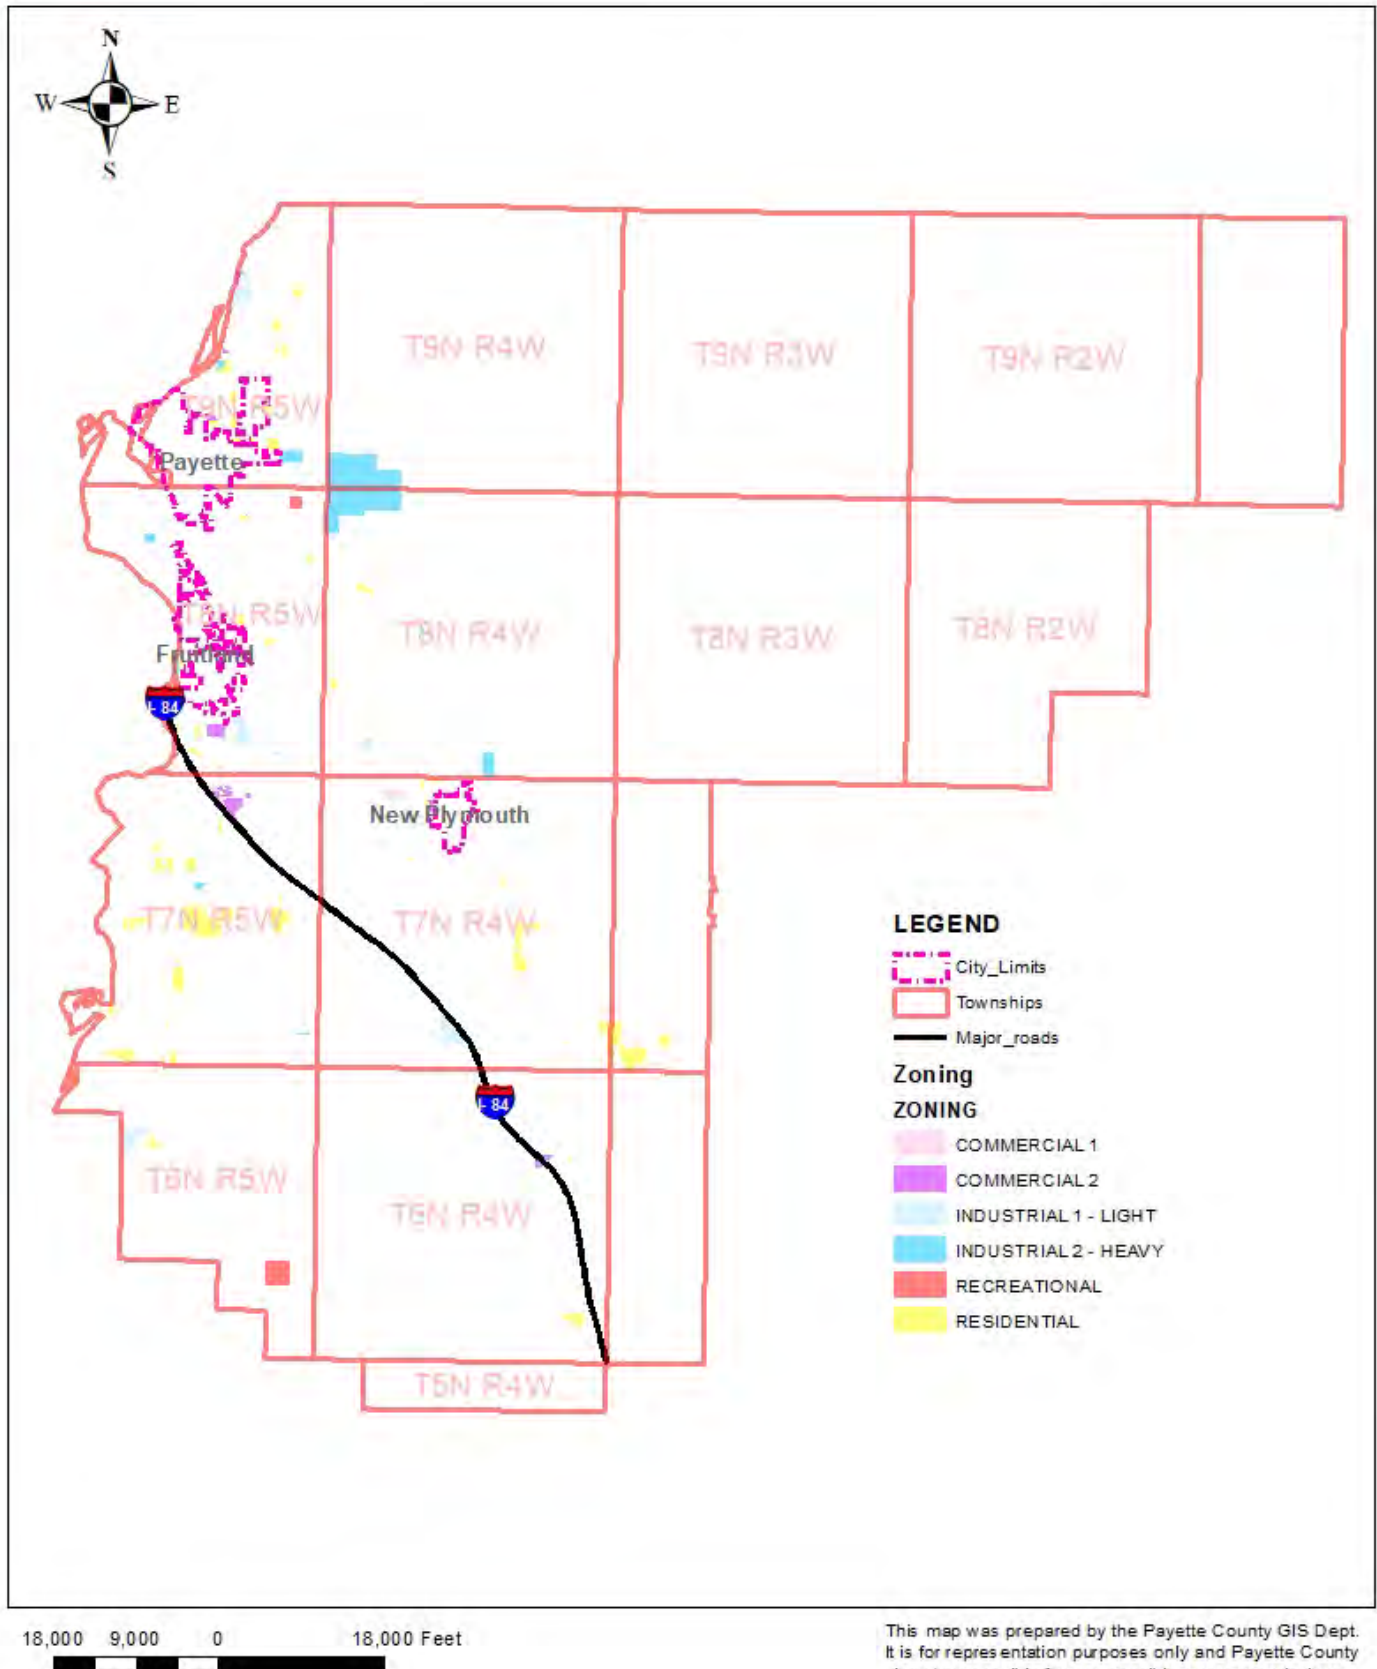 N
W E
S
T9N R4W
T9N R3W
T9N R2W
T9N R5W
Payette
T8N R5W
T8N R4W
T8N R3W
T8N R2W
Fruitland
I-84
New Plymouth
T7N R5W
T7N R4W
LEGEND
City_Limits
Townships
Major_roads
Zoning
ZONING
COMMERCIAL 1
COMMERCIAL 2
INDUSTRIAL 1 - LIGHT
INDUSTRIAL 2 - HEAVY
RECREATIONAL
RESIDENTIAL
I-84
T6N R5W
T6N R4W
T5N R4W
18,000 9,000 0 18,000 Feet
This map was prepared by the Payette County GIS Dept.
It is for representation purposes only and Payette County